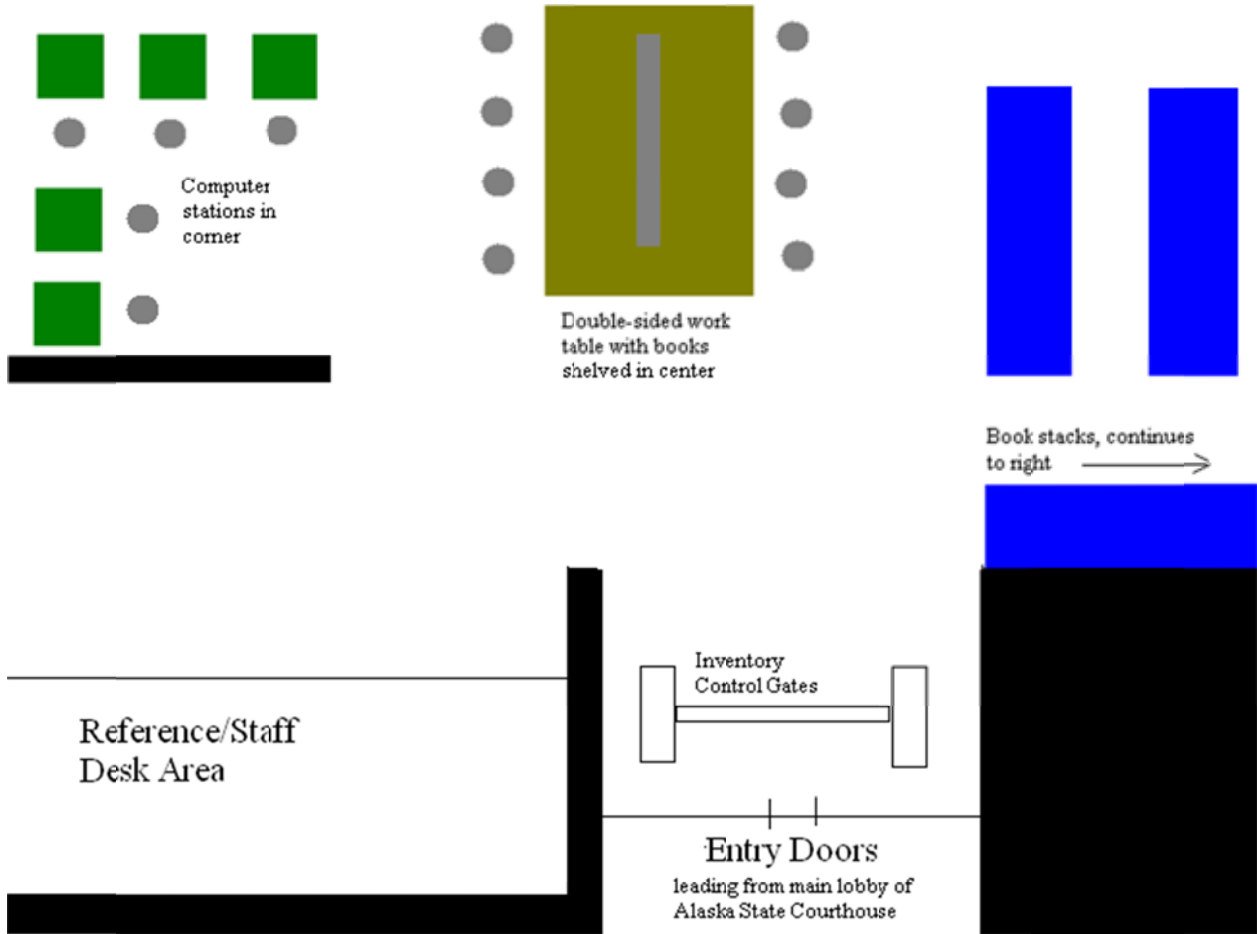 Computer
stations in
corner
Double-sided work
table with books
shelved in center
Book stacks, continues
to right
Inventory
Control Gates
Reference/Staff
Desk Area
Entry Doors
leading from main lobby of
Alaska State Courthouse